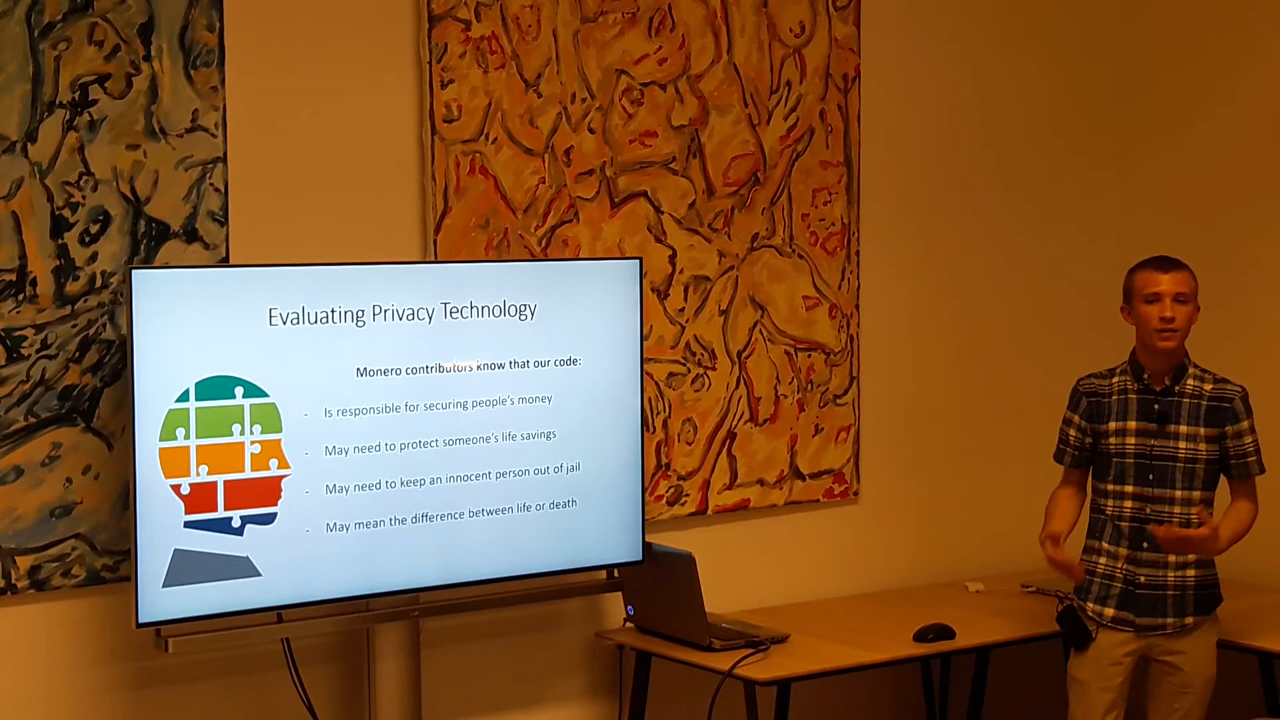 Evaluating Privacy Technology
Monero contributors know that our code:
- Is responsible for securing people's money
- May need to protect someone's life savings
- May need to keep an innocent person out of jail
- May mean the difference between life or death